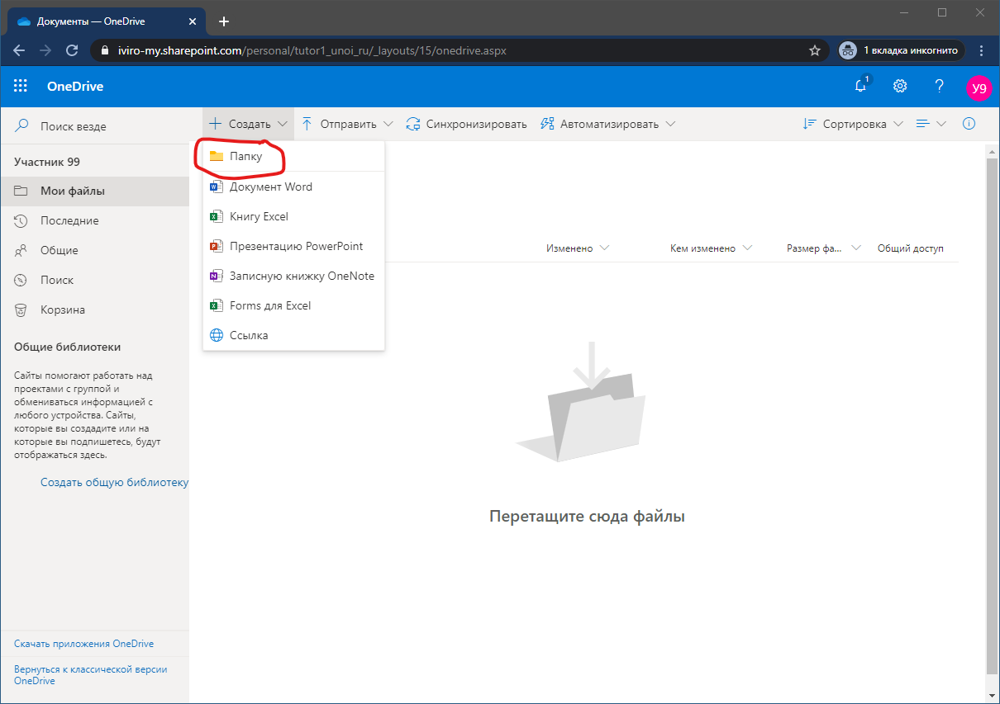 Документы — OneDrive
iviro-my.sharepoint.com/personal/tutor1_unoi_ru/_layouts/15/onedrive.aspx
1 вкладка инкогнито
OneDrive
1
У9
Поиск везде
Создать
Отправить
Синхронизировать
Автоматизировать
Сортировка
Участник 99
Мои файлы
Последние
Общие
Поиск
Корзина
Общие библиотеки
Сайты помогают работать над
проектами с группой и
обмениваться информацией с
любого устройства. Сайты,
которые вы создадите или на
которые вы подпишетесь, будут
отображаться здесь.
Создать общую библиотеку
Скачать приложения OneDrive
Вернуться к классической версии
OneDrive
Папку
Документ Word
Книгу Excel
Презентацию PowerPoint
Записную книжку OneNote
Forms для Excel
Ссылка
Изменено
Кем изменено
Размер фа...
Общий доступ
Перетащите сюда файлы